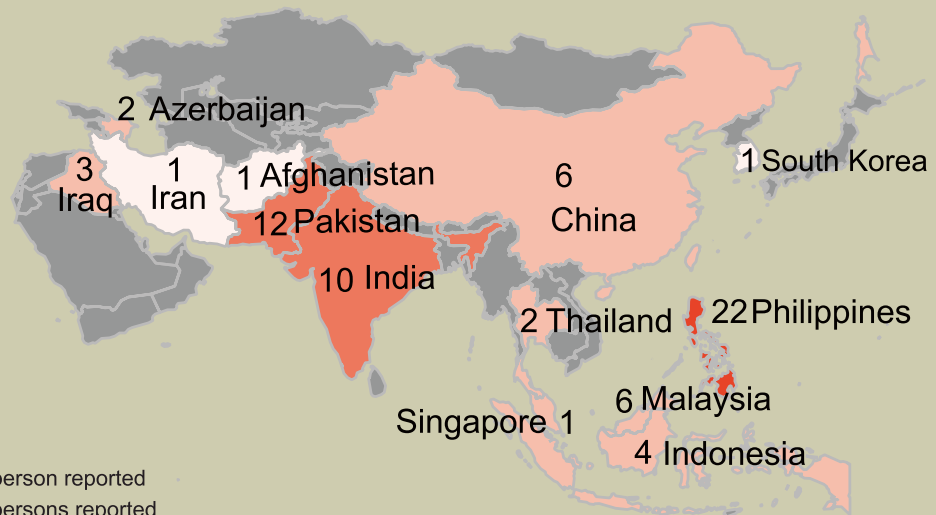 2 Azerbaijan
3
Iraq
1
Iran
1 Afghanistan
6
China
1 South Korea
12 Pakistan
10 India
2 Thailand
22 Philippines
6 Malaysia
Singapore 1
4 Indonesia
person reported
persons reported